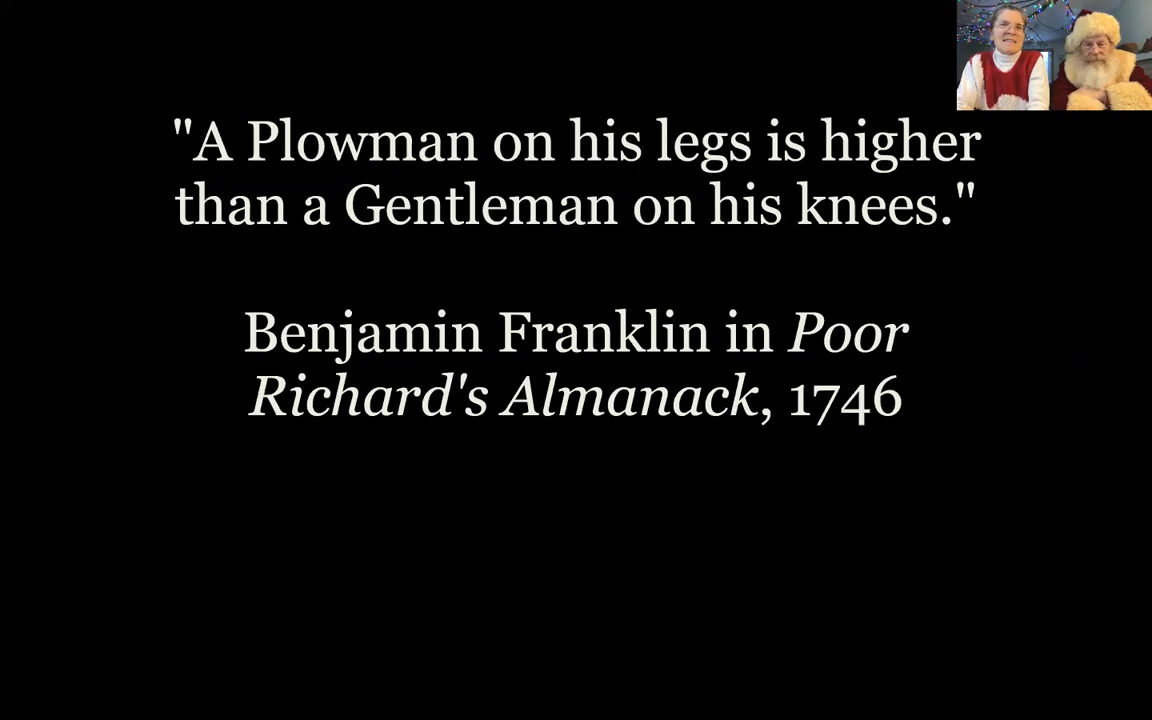 "A Plowman on his legs is higher
than a Gentleman on his knees."
Benjamin Franklin in Poor
Richard's Almanack, 1746